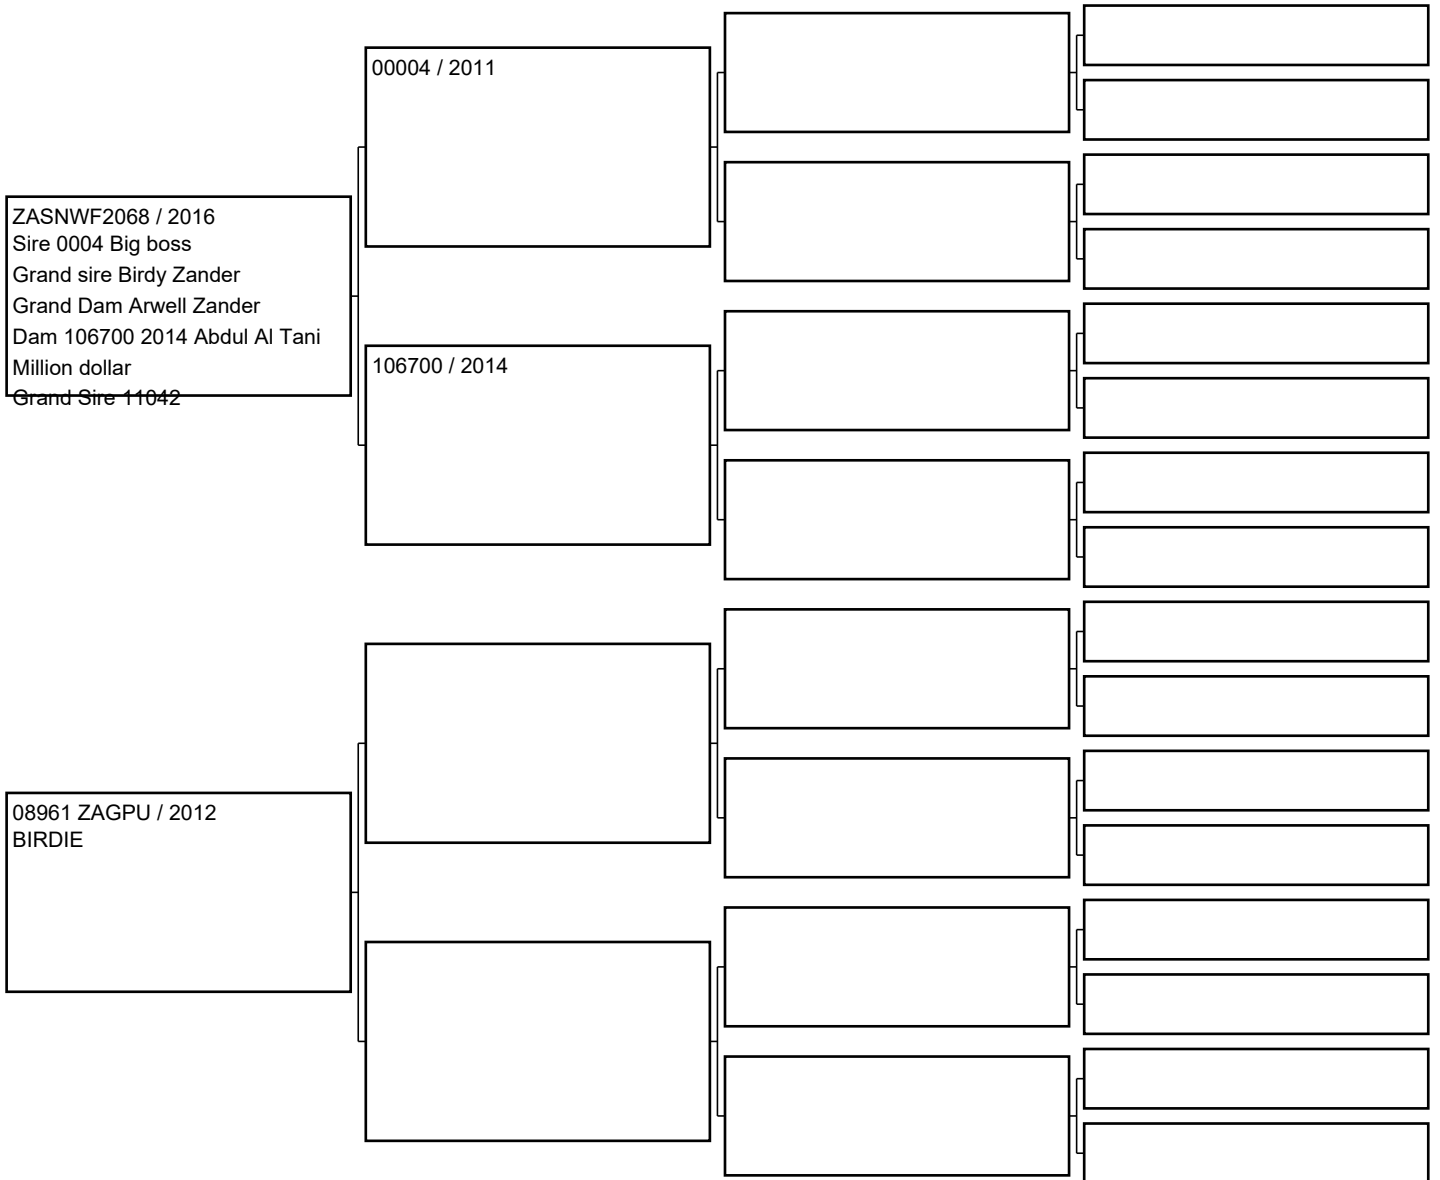 00004 / 2011
ZASNWF2068 / 2016
Sire 0004 Big boss
Grand sire Birdy Zander
Grand Dam Arwell Zander
Dam 106700 2014 Abdul Al Tani
Million dollar
Grand Sire 11042
106700 / 2014
08961 ZAGPU / 2012
BIRDIE